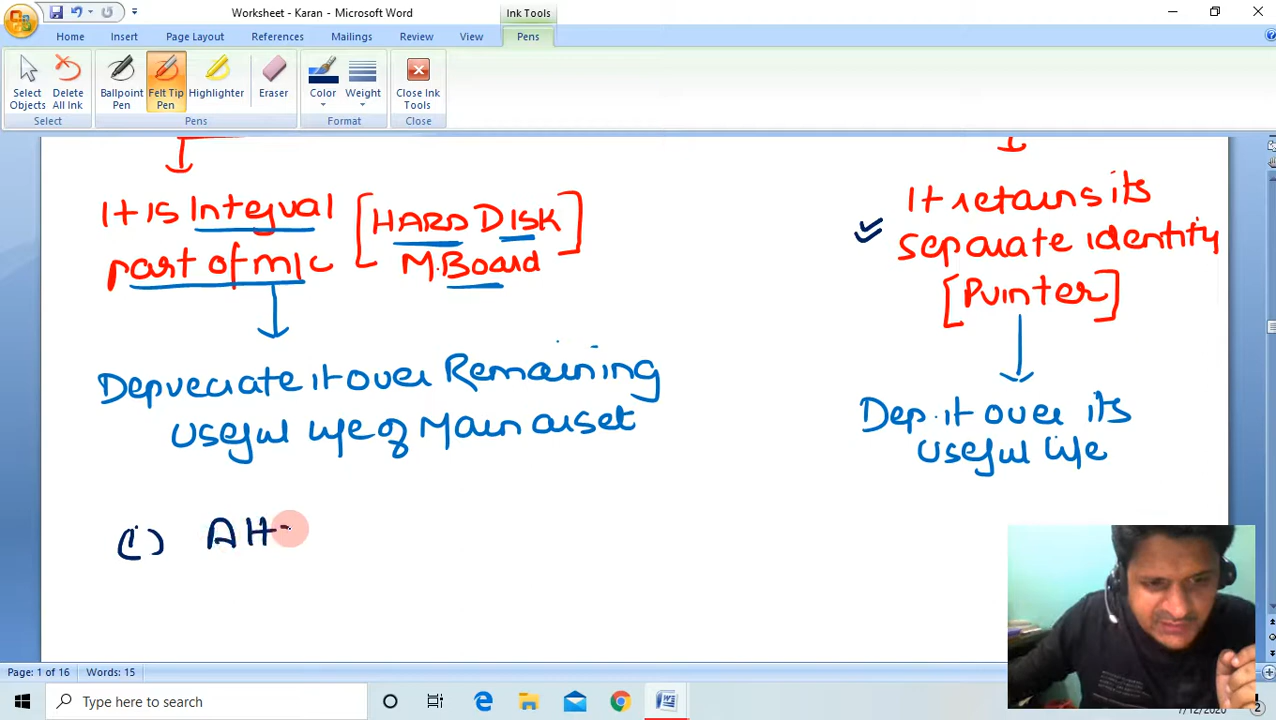 Worksheet - Karan - Microsoft Word
Ink Tools
Home Insert Page Layout References Mailings Review View Pens
Select Objects
Delete All Ink
Ballpoint Pen
Felt Tip Pen
Highlighter
Eraser
Color
Weight
Close Ink Tools
Select
Pens
Format
Close
It is Integral
part of m/c
[HARD DISK
M.Board]
It retains its
separate identity
[Printer]
Depreciate it over Remaining
Useful life of Main asset
Dep. it over its
useful life
(i) AH
Page: 1 of 16 Words: 15
Type here to search
7/12/2020
2